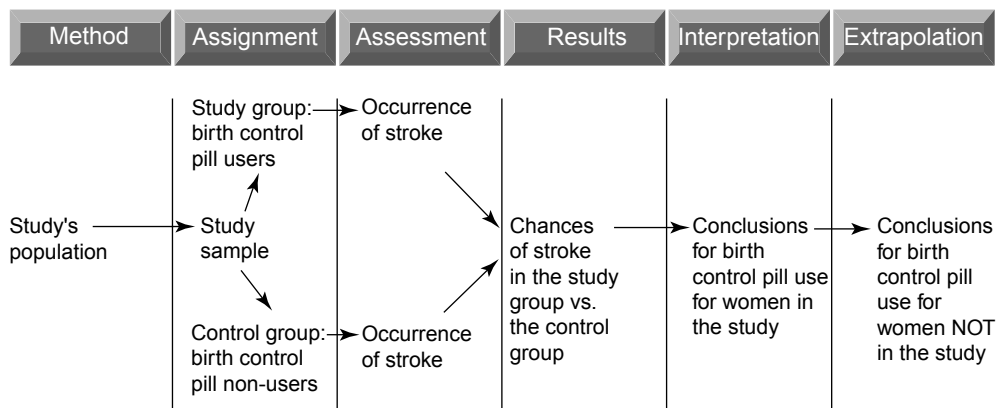 Method
Assignment
Assessment
Results
Interpretation
Extrapolation
Study's
population
Study group:
birth control
pill users
Study
sample
Control group:
birth control
pill non-users
Occurrence
of stroke
Occurrence
of stroke
Chances
of stroke
in the study
group vs.
the control
group
Conclusions
for birth
control pill use
for women in
the study
Conclusions
for birth
control pill
use for
women NOT
in the study